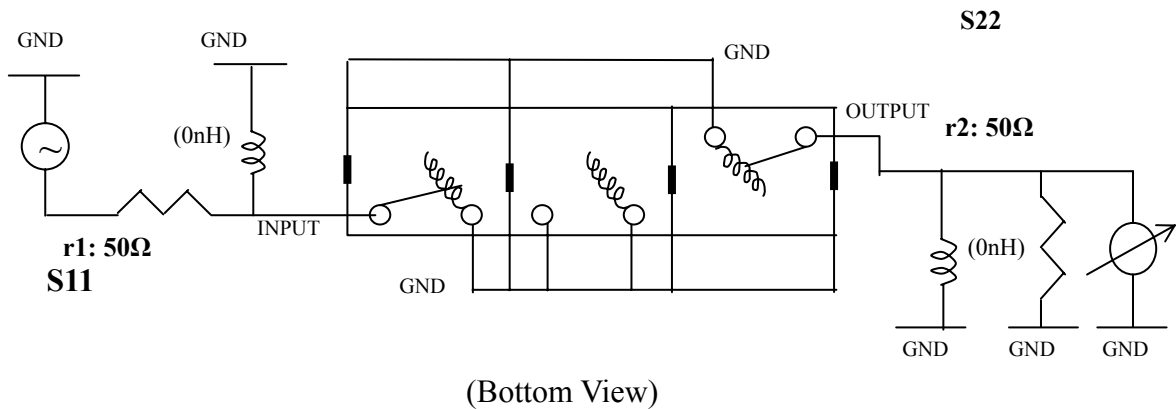 S22
GND
GND
GND
OUTPUT
r2: 50Ω
(0nH)
~
INPUT
(0nH)
r1: 50Ω
S11
GND
GND
GND
GND
(Bottom View)